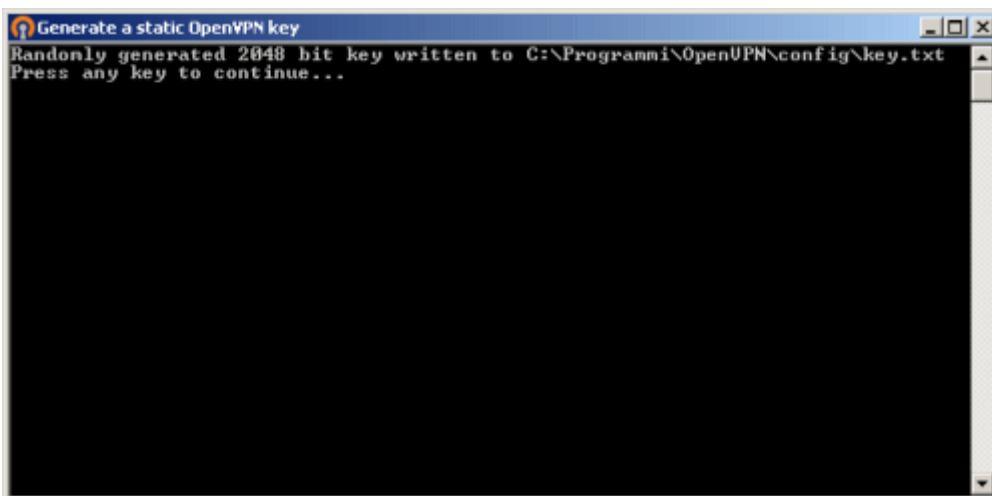 Generate a static OpenVPN key
Randomly generated 2048 bit key written to C:\Programmi\OpenVPN\config\key.txt
Press any key to continue...